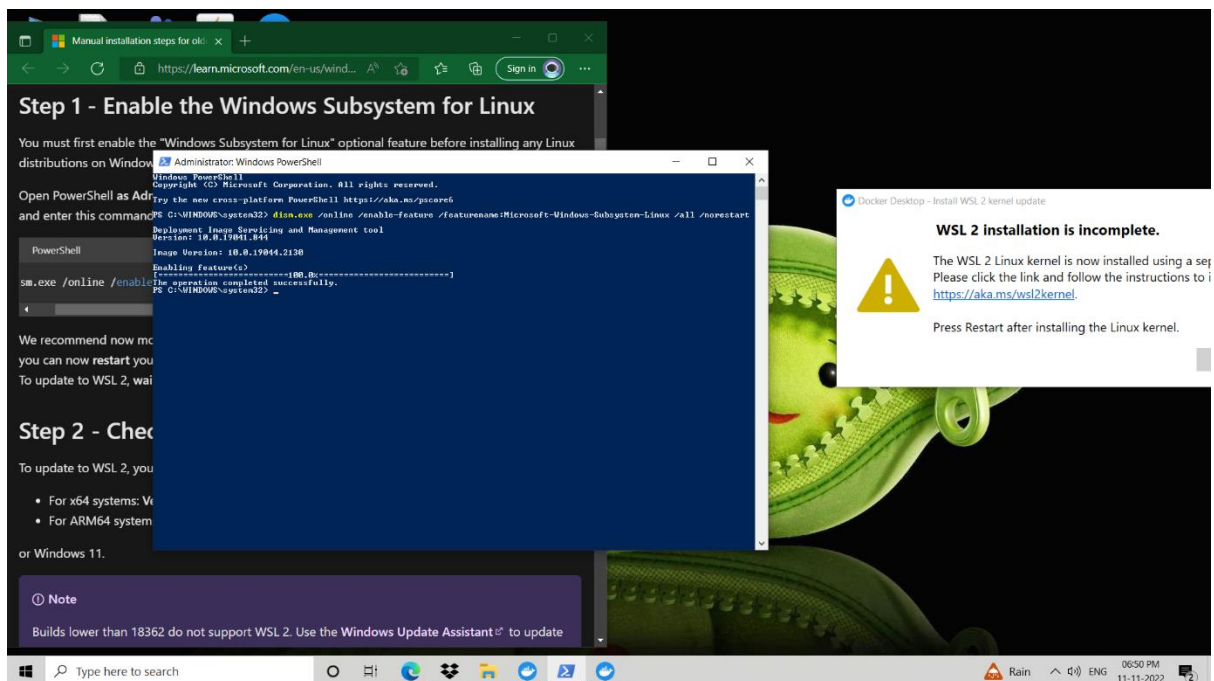 Manual installation steps for old
https://learn.microsoft.com/en-us/wind...
Sign in
Step 1 - Enable the Windows Subsystem for Linux
You must first enable the "Windows Subsystem for Linux" optional feature before installing any Linux
distributions on Window
Open PowerShell as Adr
and enter this command
PowerShell
sm.exe /online /enable
We recommend now mo
you can now restart you
To update to WSL 2, wai
Step 2 - Chec
To update to WSL 2, you
• For x64 systems: Ve
• For ARM64 system
or Windows 11.
Note
Builds lower than 18362 do not support WSL 2. Use the Windows Update Assistant to update
Administrator: Windows PowerShell
Windows PowerShell
Copyright (C) Microsoft Corporation. All rights reserved.
Try the new cross-platform PowerShell https://aka.ms/pscore6
PS C:\WINDOWS\system32> dism.exe /online /enable-feature /featurename:Microsoft-Windows-Subsystem-Linux /all /norestart
Deployment Image Servicing and Management tool
Version: 10.0.19041.844
Image Version: 10.0.19044.2130
Enabling feature(s)
[==========================100.0%==========================]
The operation completed successfully.
PS C:\WINDOWS\system32> _
Docker Desktop - Install WSL 2 kernel update
WSL 2 installation is incomplete.
The WSL 2 Linux kernel is now installed using a sep
Please click the link and follow the instructions to i
https://aka.ms/wsl2kernel.
Press Restart after installing the Linux kernel.
Type here to search
Rain
ENG
06:50 PM
11-11-2022
2